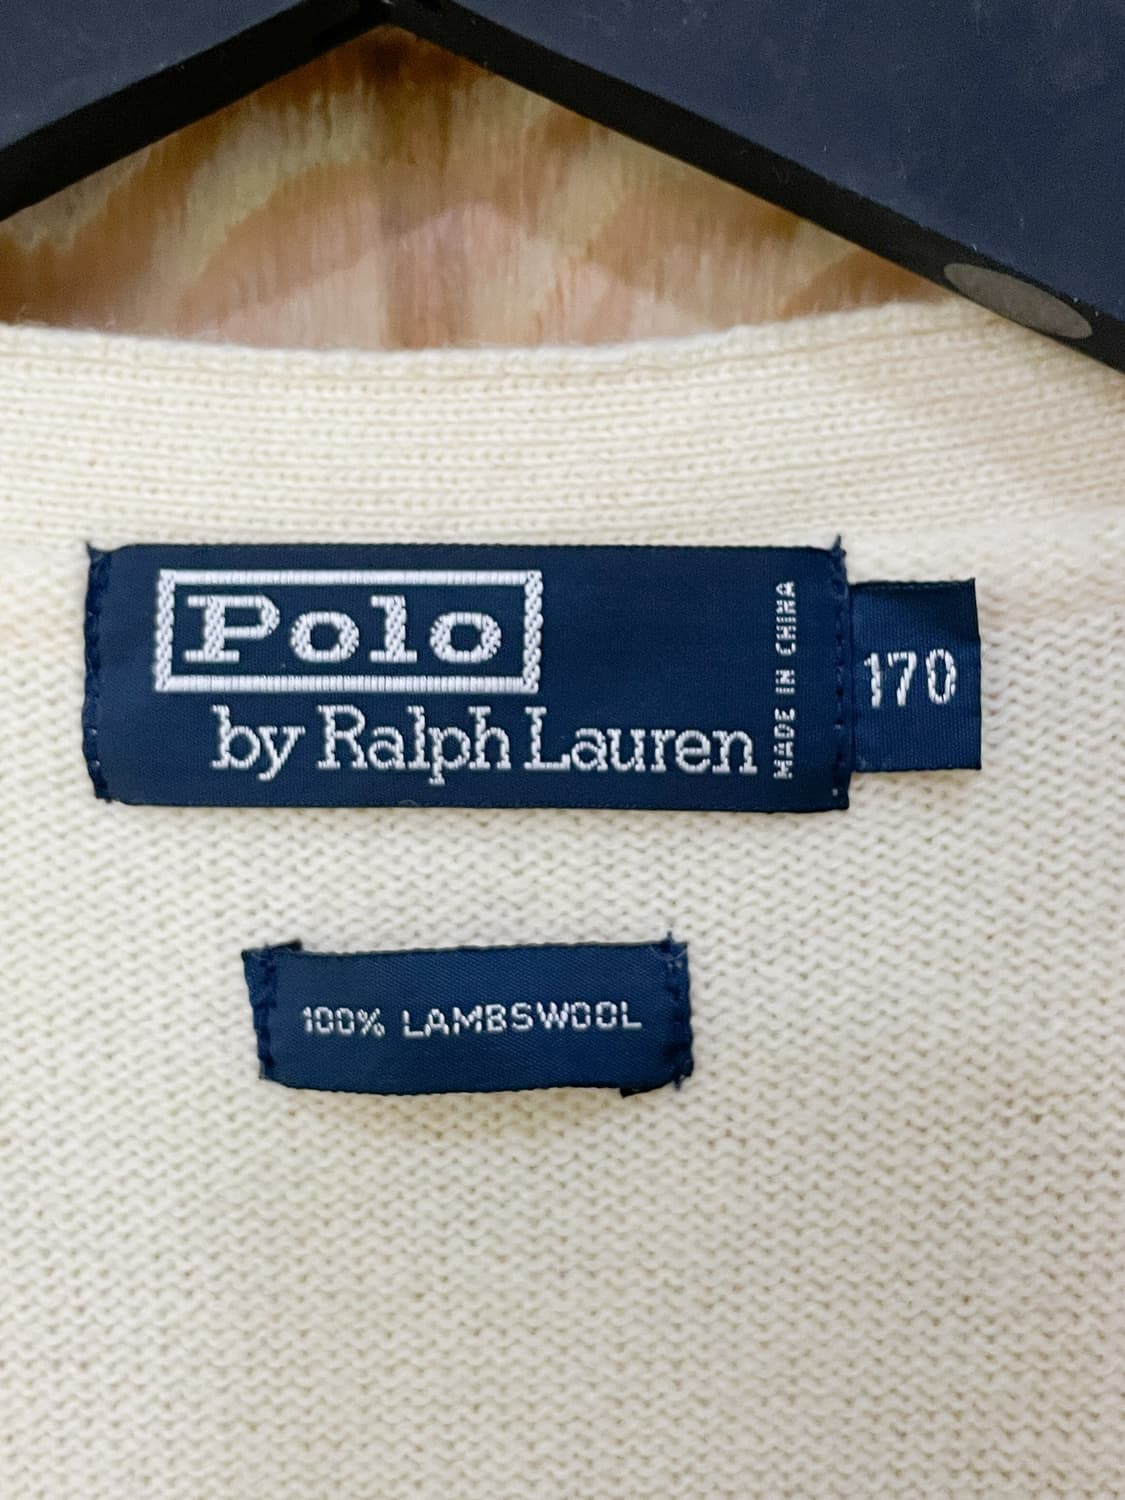 Polo
by Ralph Lauren
MADE IN CHINA
170
100% LAMBSWOOL